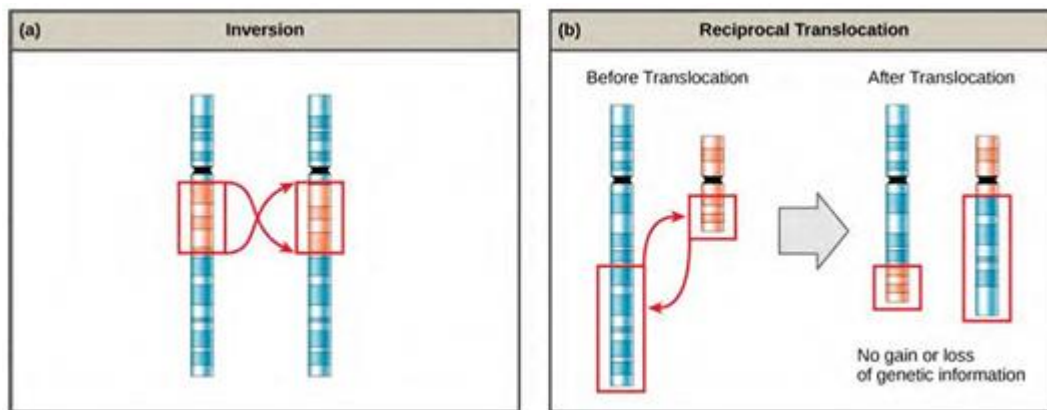 (a) Inversion
(b) Reciprocal Translocation
Before Translocation
After Translocation
No gain or loss
of genetic information